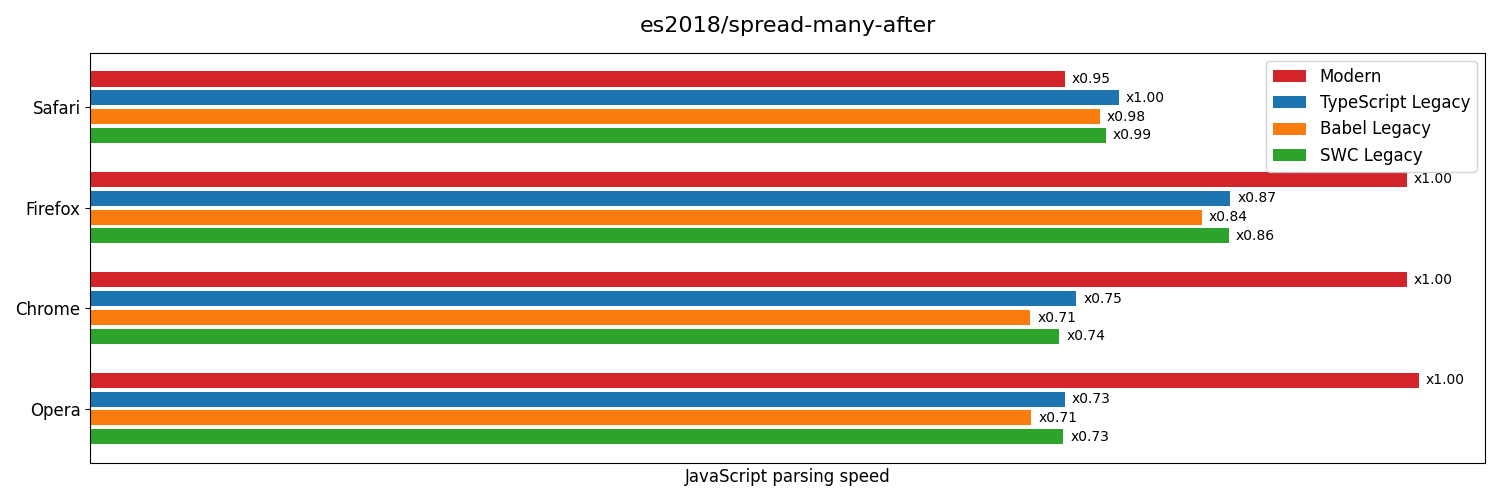 es2018/spread-many-after
Safari
x0.95
x1.00
x0.98
x0.99
Modern
TypeScript Legacy
Babel Legacy
SWC Legacy
Firefox
x1.00
x0.87
x0.84
x0.86
Chrome
x1.00
x0.75
x0.71
x0.74
Opera
x1.00
x0.73
x0.71
x0.73
JavaScript parsing speed